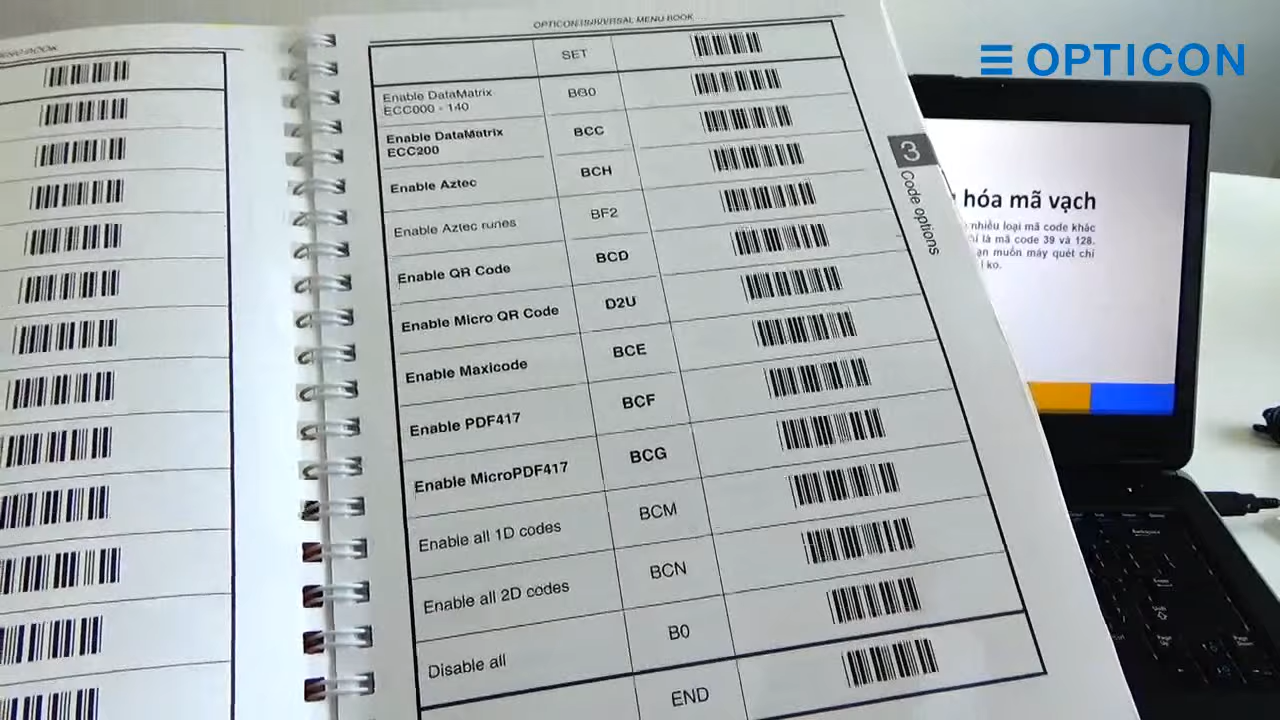 OPTICON UNIVERSAL MENU BOOK
MENU BOOK
OPTICON
SET
Enable DataMatrix
ECC000 - 140
BG0
Enable DataMatrix
ECC200
BCC
Enable Aztec
BCH
Enable Aztec runes
BF2
Enable QR Code
BCD
Enable Micro QR Code
D2U
Enable Maxicode
BCE
Enable PDF417
BCF
Enable MicroPDF417
BCG
Enable all 1D codes
BCM
Enable all 2D codes
BCN
Disable all
B0
END
3
Code options
hóa mã vạch
nhiều loại mã code khác
là mã code 39 và 128.
muốn máy quét chỉ
ko.